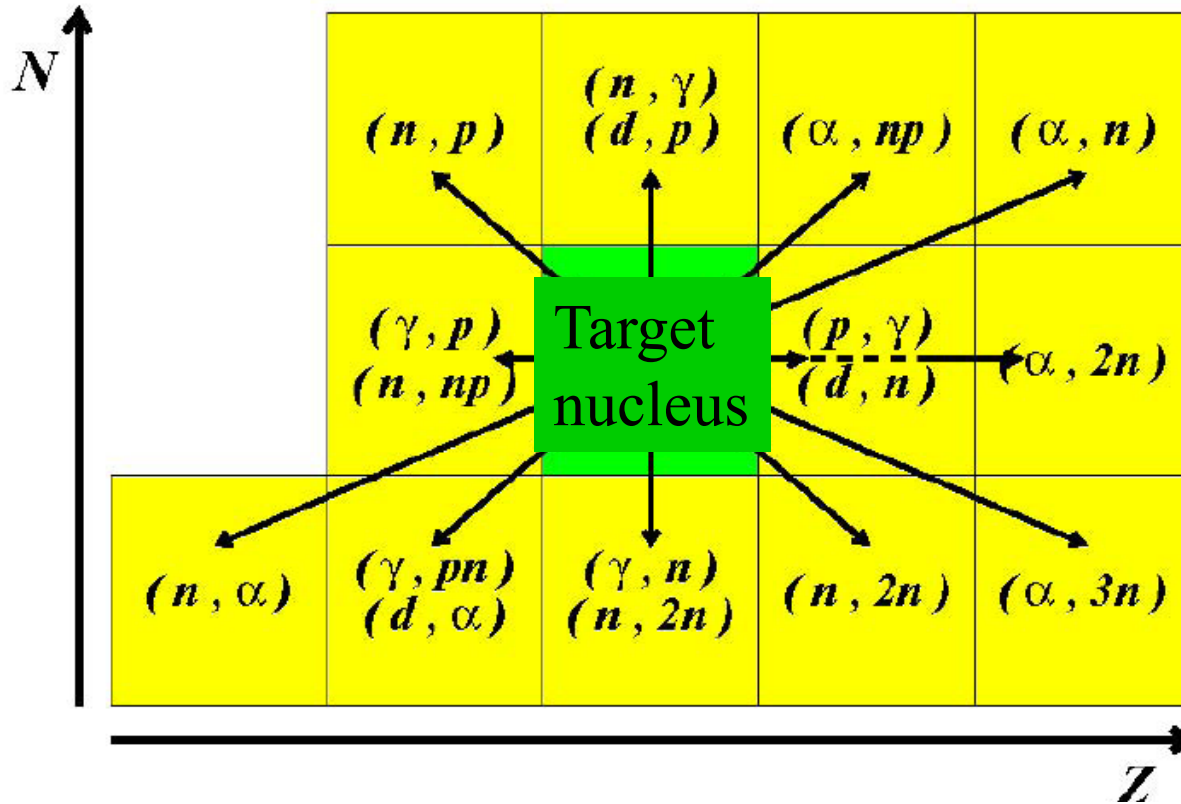 N
(n, γ)
(n, p)
(d, p)
(α, np)
(α, n)
(γ, p)
(n, np)
Target
nucleus
(p, γ)
(d, n)
(α, 2n)
(n, α)
(γ, pn)
(d, α)
(γ, n)
(n, 2n)
(n, 2n)
(α, 3n)
Z